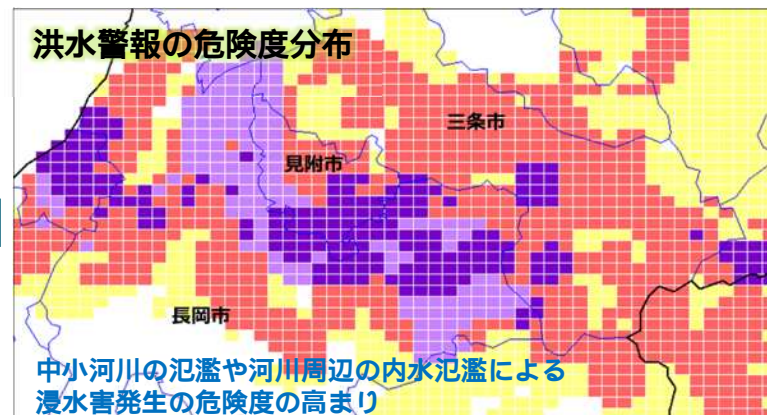 洪水警報の危険度分布
三条市
見附市
長岡市
中小河川の氾濫や河川周辺の内水氾濫による
浸水害発生の危険度の高まり